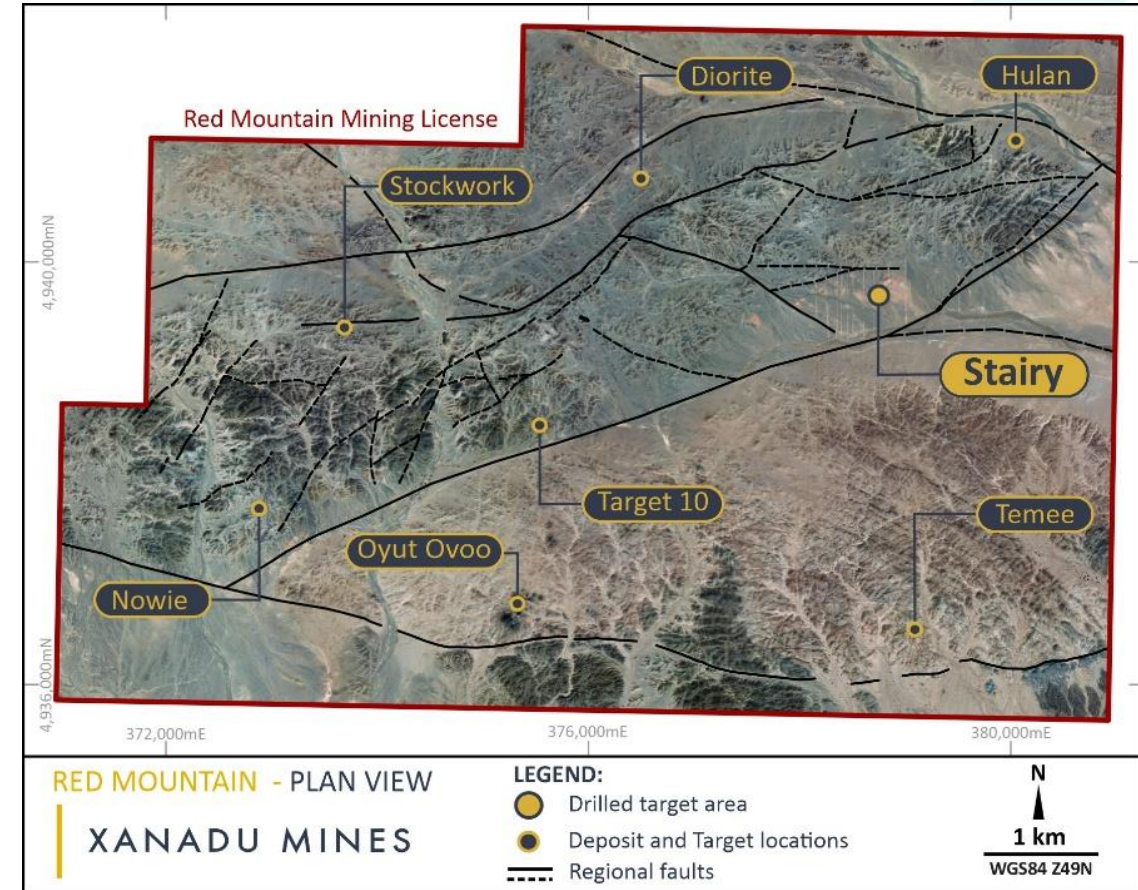 Diorite
Hulan
Red Mountain Mining License
Stockwork
4,940,000mN
Stairy
Target 10
Temee
Oyut Ovoo
Nowie
4,936,000mN
372,000mE
376,000mE
380,000mE
RED MOUNTAIN - PLAN VIEW
XANADU MINES
LEGEND:
Drilled target area
Deposit and Target locations
Regional faults
N
1 km
WGS84 Z49N